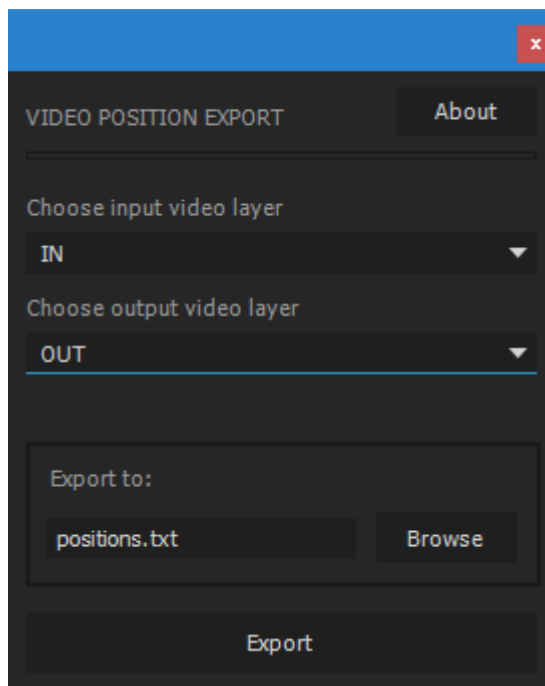 x
VIDEO POSITION EXPORT About
Choose input video layer
IN
Choose output video layer
OUT
Export to:
positions.txt Browse
Export